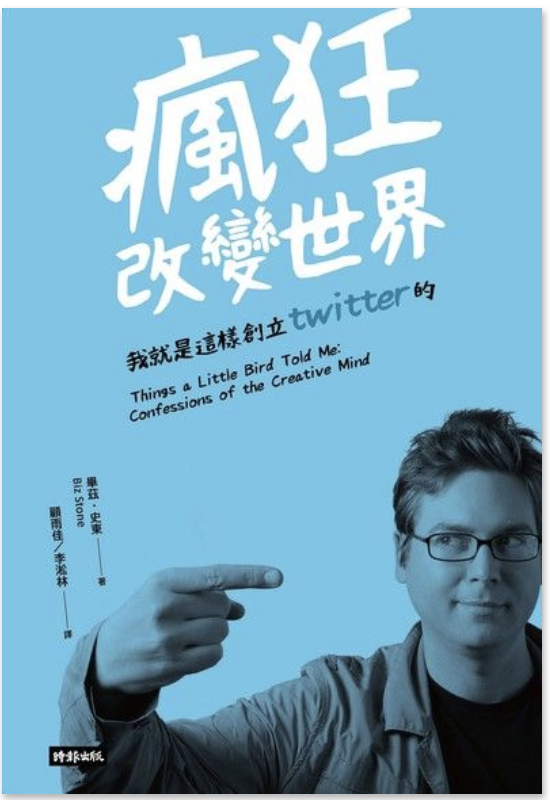 瘋狂
改變世界
我就是這樣創立twitter的
Things a Little Bird Told Me:
Confessions of the Creative Mind
畢茲・史東
Biz Stone
著
顧雨佳／李淞林
譯
時報出版